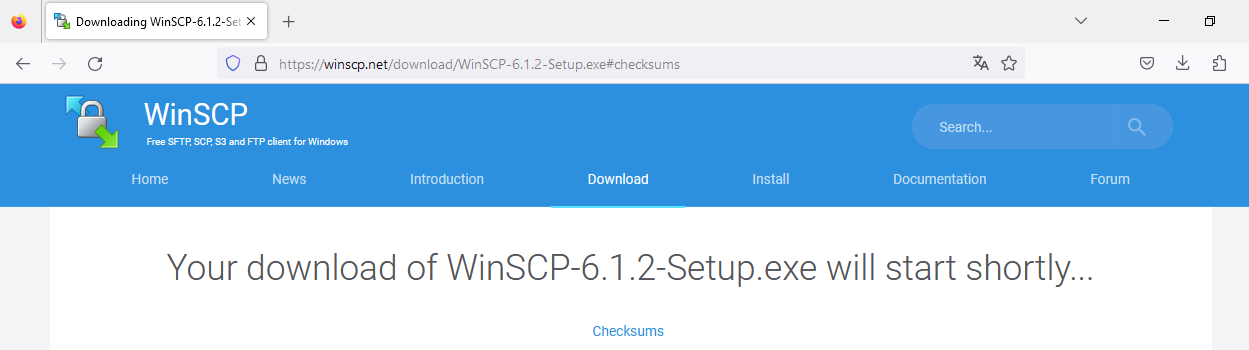 Downloading WinSCP-6.1.2-Set
https://winscp.net/download/WinSCP-6.1.2-Setup.exe#checksums
WinSCP
Free SFTP, SCP, S3 and FTP client for Windows
Search...
Home News Introduction Download Install Documentation Forum
Your download of WinSCP-6.1.2-Setup.exe will start shortly...
Checksums